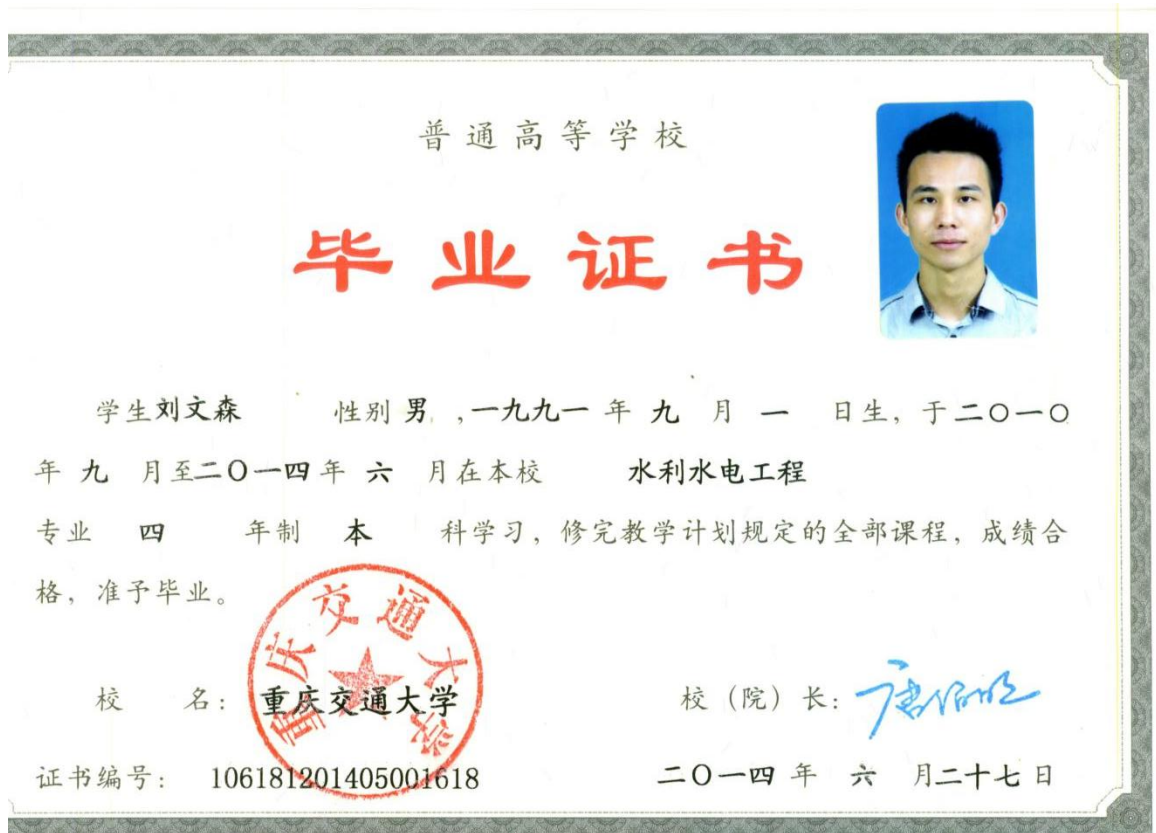 普通高等学校
毕业证书
学生刘文森 性别 男 ,一九九一 年 九 月 一 日生, 于二〇一〇
年 九 月至二〇一四年 六 月在本校 水利水电工程
专业 四 年制 本 科学习, 修完教学计划规定的全部课程, 成绩合
格, 准予毕业。
重庆交通大学
校 名: 重庆交通大学 校 (院) 长: 唐伯明
证书编号: 106181201405001618 二〇一四 年 六 月二十七日